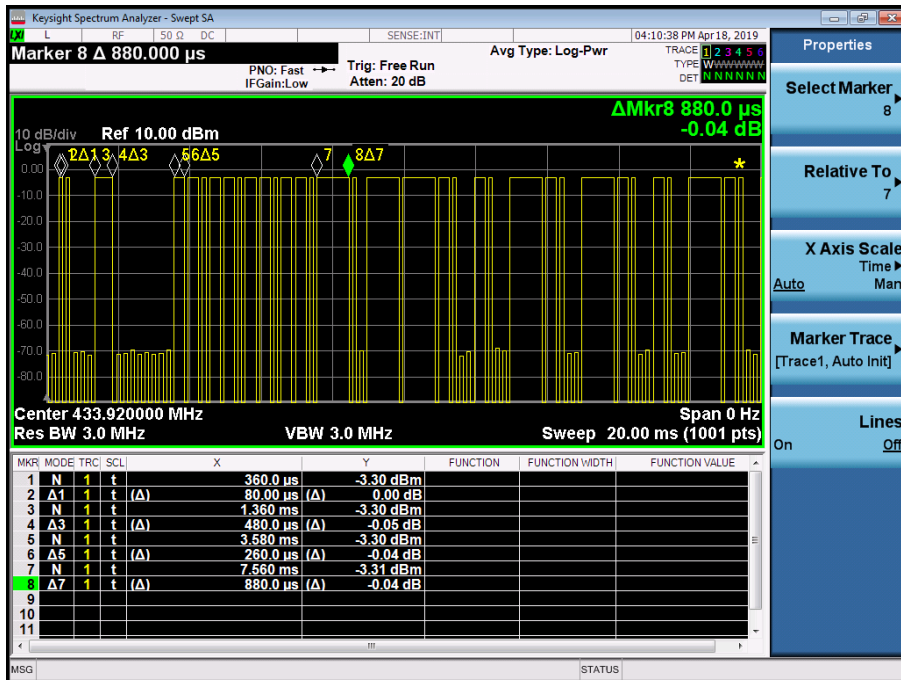 Keysight Spectrum Analyzer - Swept SA
LXI L RF 50 Ω DC SENSE:INT 04:10:38 PM Apr 18, 2019
Marker 8 Δ 880.000 µs
PNO: Fast
IFGain:Low
Trig: Free Run
Atten: 20 dB
Avg Type: Log-Pwr
TRACE 1 2 3 4 5 6
TYPE WWWWWW
DET N N N N N N
ΔMkr8 880.0 µs
-0.04 dB
10 dB/div Ref 10.00 dBm
Log
2Δ1 3 4Δ3 5 6Δ5 7 8Δ7
*
0.00
-10.0
-20.0
-30.0
-40.0
-50.0
-60.0
-70.0
-80.0
Center 433.920000 MHz Span 0 Hz
Res BW 3.0 MHz VBW 3.0 MHz Sweep 20.00 ms (1001 pts)
MKR MODE TRC SCL X Y FUNCTION FUNCTION WIDTH FUNCTION VALUE
1 N 1 t 360.0 µs -3.30 dBm
2 Δ1 1 t (Δ) 80.00 µs (Δ) 0.00 dB
3 N 1 t 1.360 ms -3.30 dBm
4 Δ3 1 t (Δ) 480.0 µs (Δ) -0.05 dB
5 N 1 t 3.580 ms -3.30 dBm
6 Δ5 1 t (Δ) 260.0 µs (Δ) -0.04 dB
7 N 1 t 7.560 ms -3.31 dBm
8 Δ7 1 t (Δ) 880.0 µs (Δ) -0.04 dB
9
10
11
MSG STATUS
Properties
Select Marker
8
Relative To
7
X Axis Scale
Time
Auto Man
Marker Trace
[Trace1, Auto Init]
Lines
On Off